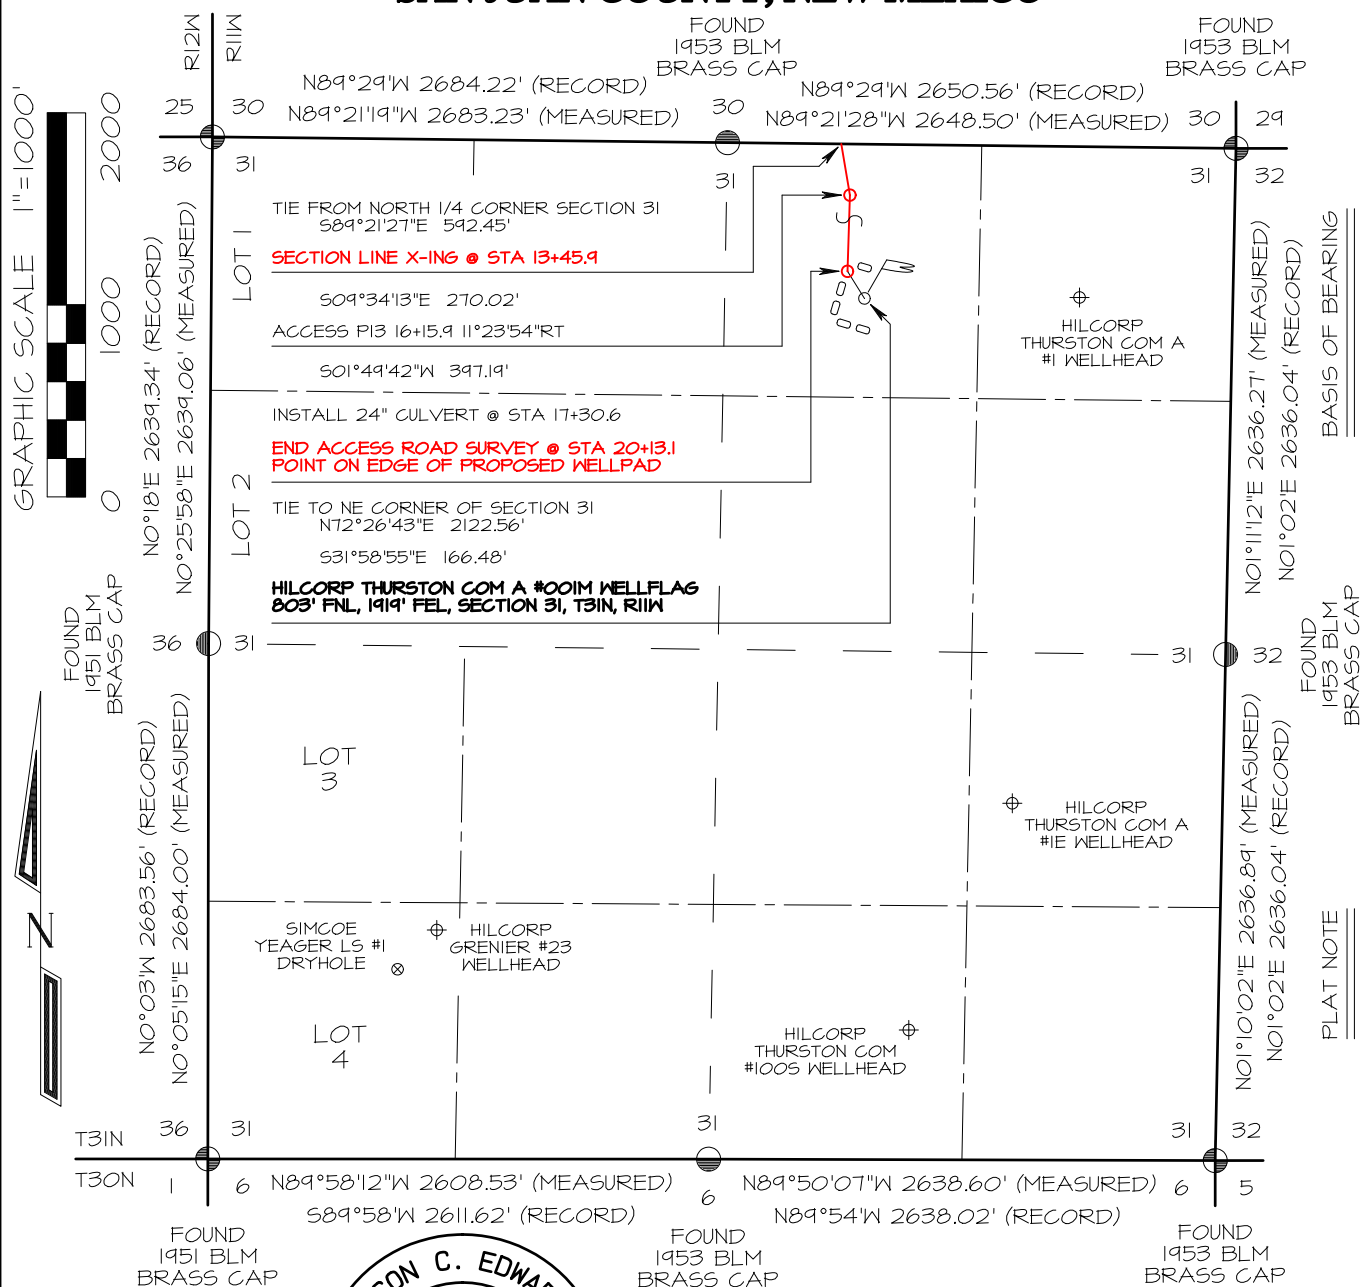 SAN JUAN COUNTY, NEW MEXICO
R12W
R11W
FOUND
1953 BLM
BRASS CAP
FOUND
1953 BLM
BRASS CAP
N89°29'W 2684.22' (RECORD)
N89°21'19"W 2683.23' (MEASURED)
N89°29'W 2650.56' (RECORD)
N89°21'28"W 2648.50' (MEASURED)
25
30
30
30
29
36
31
31
31
32
GRAPHIC SCALE 1"=1000'
2000
1000
0
N0°18'E 2639.34' (RECORD)
N0°25'58"E 2639.06' (MEASURED)
LOT 1
LOT 2
TIE FROM NORTH 1/4 CORNER SECTION 31
S89°21'27"E 592.45'
SECTION LINE X-ING @ STA 13+45.9
S09°34'13"E 270.02'
ACCESS PI3 16+15.9 11°23'54"RT
S01°49'42"W 397.19'
INSTALL 24" CULVERT @ STA 17+30.6
END ACCESS ROAD SURVEY @ STA 20+13.1
POINT ON EDGE OF PROPOSED WELLPAD
TIE TO NE CORNER OF SECTION 31
N72°26'43"E 2122.56'
S31°58'55"E 166.48'
HILCORP THURSTON COM A #001M WELLFLAG
803' FNL, 1919' FEL, SECTION 31, T31N, R11W
HILCORP
THURSTON COM A
#1 WELLHEAD
N01°11'12"E 2636.27' (MEASURED)
N01°02'E 2636.04' (RECORD)
BASIS OF BEARING
FOUND
1951 BLM
BRASS CAP
36
31
31
32
FOUND
1953 BLM
BRASS CAP
N0°03'W 2683.56' (RECORD)
N0°05'15"E 2684.00' (MEASURED)
LOT
3
HILCORP
THURSTON COM A
#1E WELLHEAD
N01°10'02"E 2636.89' (MEASURED)
N01°02'E 2636.04' (RECORD)
PLAT NOTE
N
SIMCOE
YEAGER LS #1
DRYHOLE
HILCORP
GRENIER #23
WELLHEAD
LOT
4
HILCORP
THURSTON COM
#100S WELLHEAD
T31N
36
31
31
31
32
T30N
1
6
6
6
5
N89°58'12"W 2608.53' (MEASURED)
S89°58'W 2611.62' (RECORD)
N89°50'07"W 2638.60' (MEASURED)
N89°54'W 2638.02' (RECORD)
FOUND
1951 BLM
BRASS CAP
SON C. EDWA
FOUND
1953 BLM
BRASS CAP
FOUND
1953 BLM
BRASS CAP